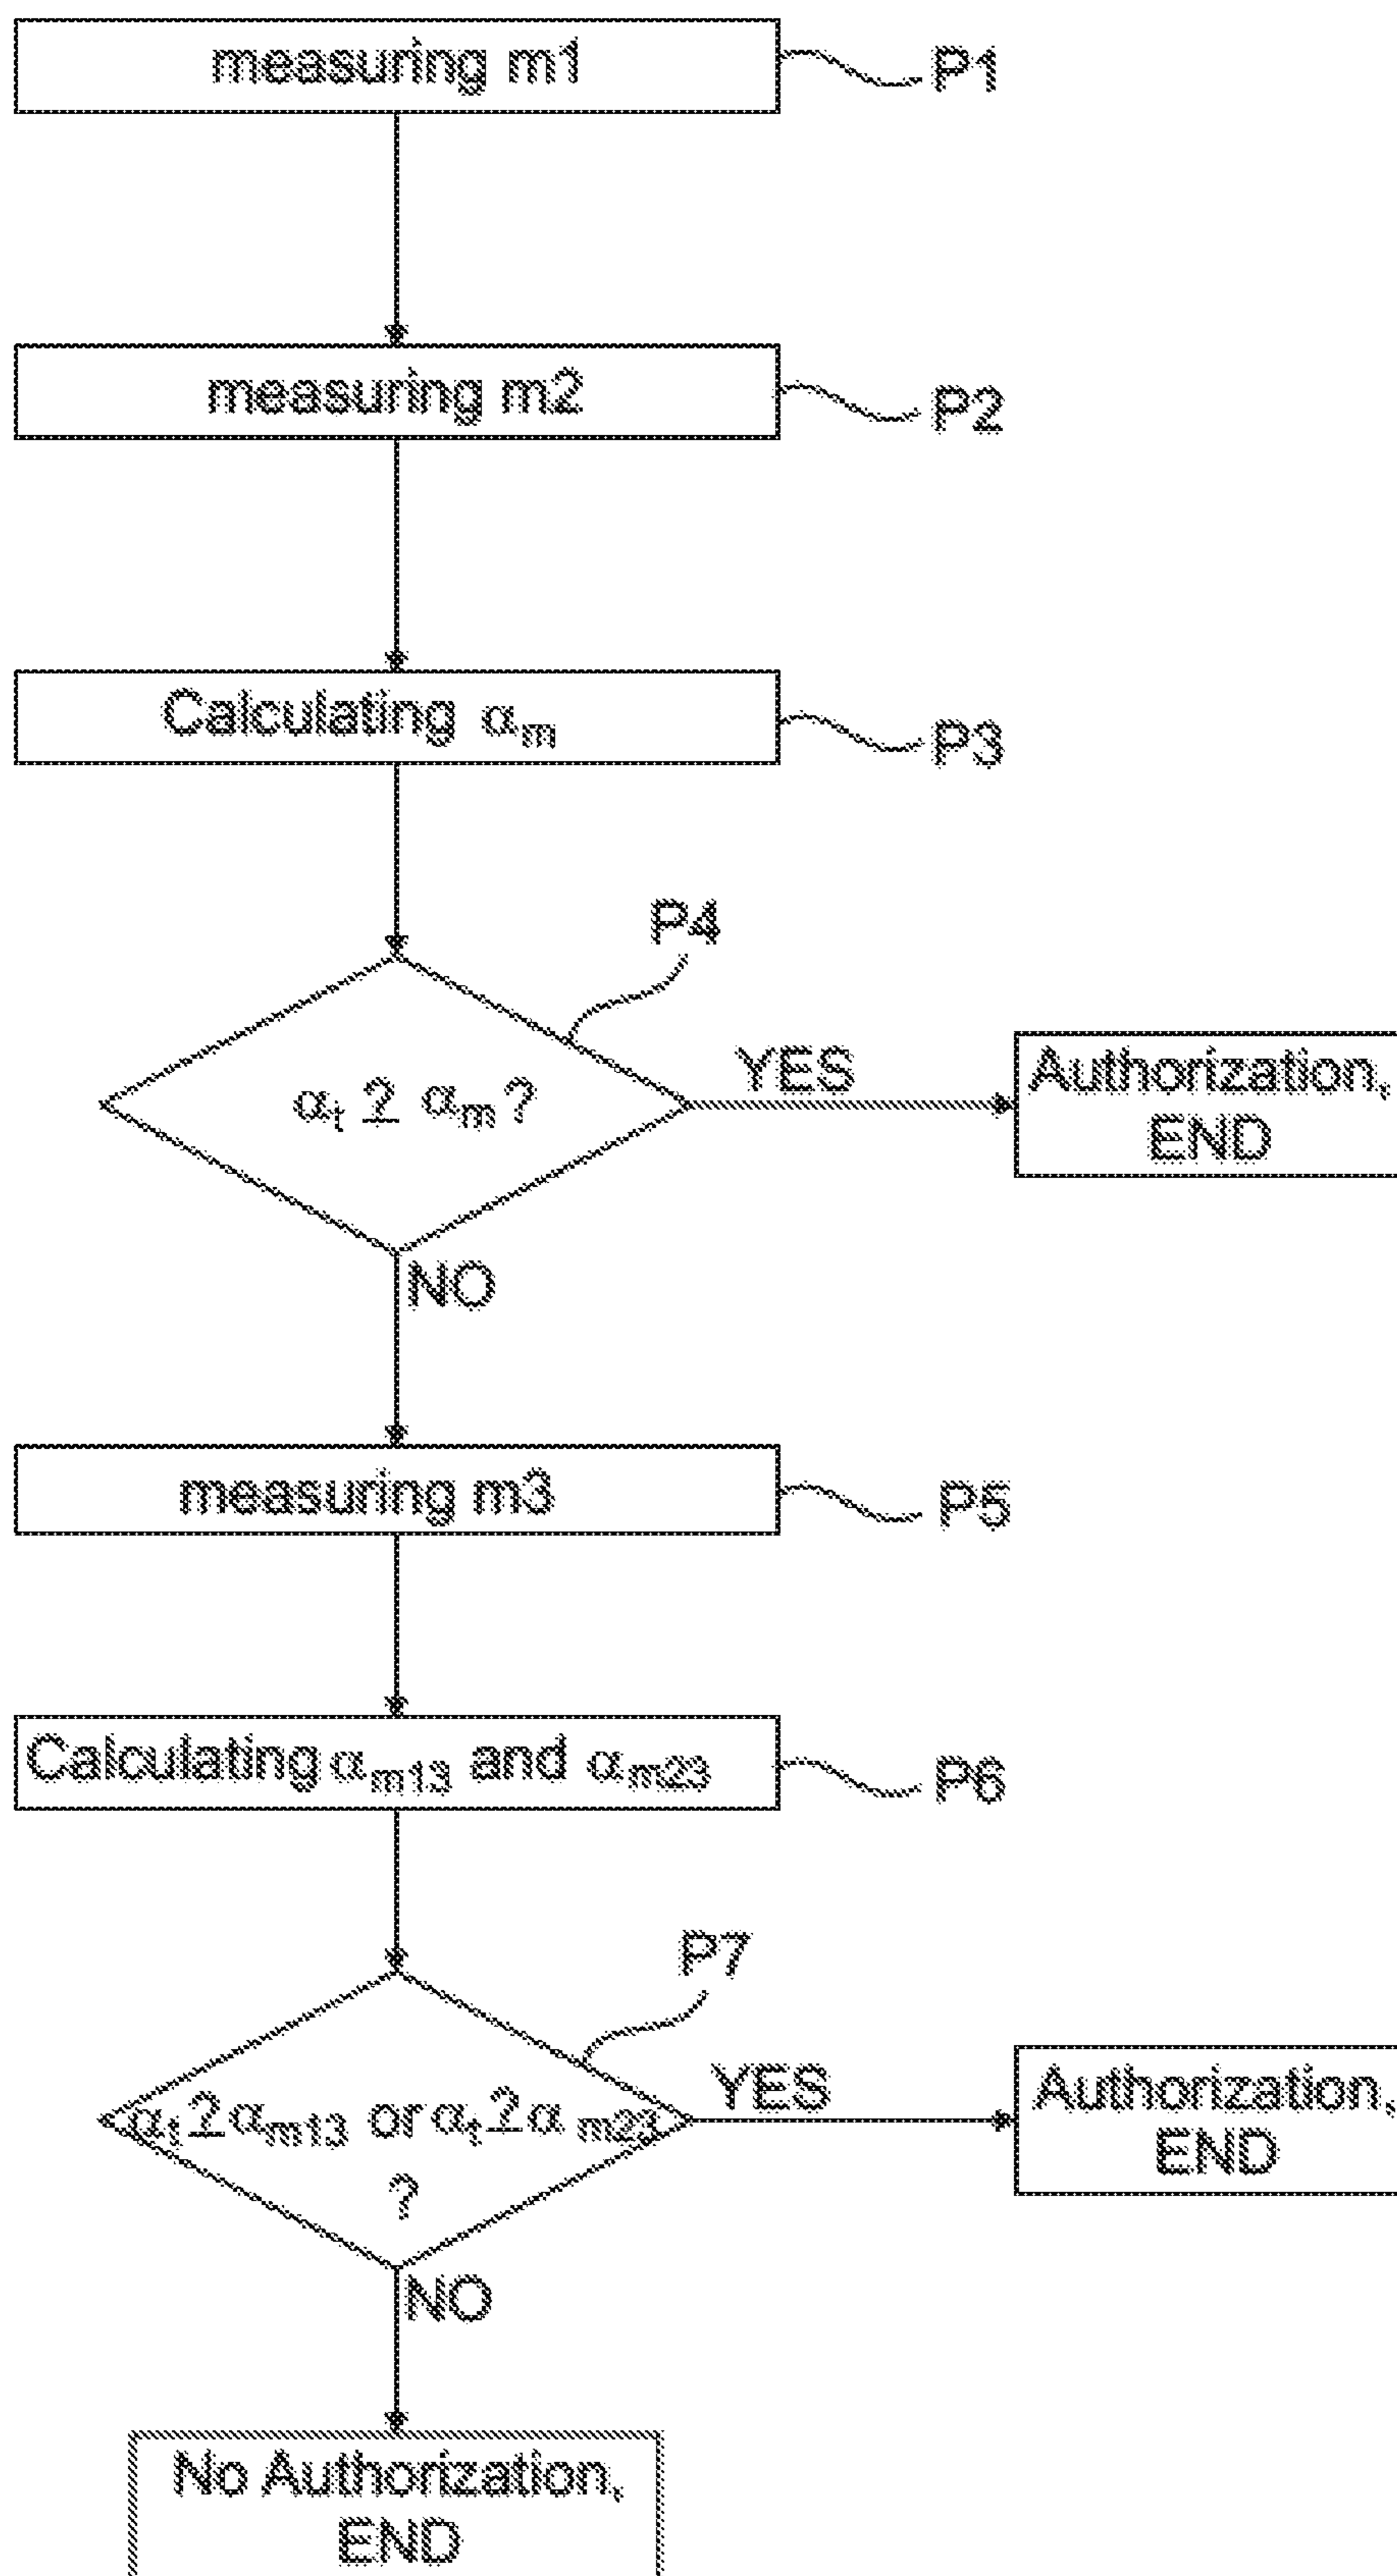 measuring m1
P1
measuring m2
P2
Calculating αm
P3
P4
αt ? αm ?
YES
Authorization,
END
NO
measuring m3
P5
Calculating αm13 and αm23
P6
P7
αt ? αm13 or αt ? αm23
?
YES
Authorization,
END
NO
No Authorization,
END